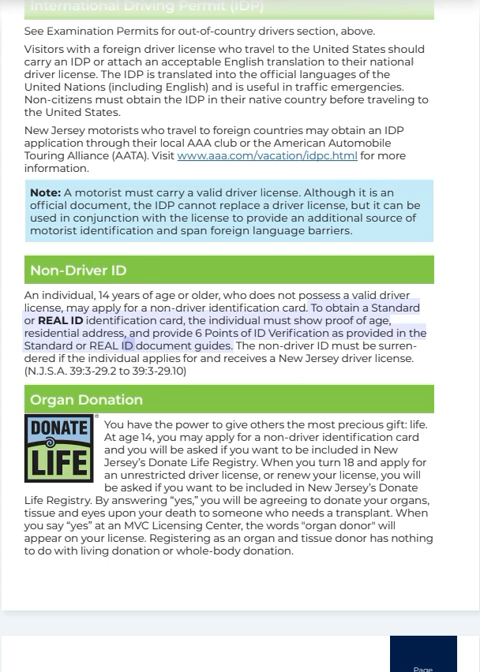 International Driving Permit (IDP)
See Examination Permits for out-of-country drivers section, above.
Visitors with a foreign driver license who travel to the United States should
carry an IDP or attach an acceptable English translation to their national
driver license. The IDP is translated into the official languages of the
United Nations (including English) and is useful in traffic emergencies.
Non-citizens must obtain the IDP in their native country before traveling to
the United States.
New Jersey motorists who travel to foreign countries may obtain an IDP
application through their local AAA club or the American Automobile
Touring Alliance (AATA). Visit www.aaa.com/vacation/idpc.html for more
information.
Note: A motorist must carry a valid driver license. Although it is an
official document, the IDP cannot replace a driver license, but it can be
used in conjunction with the license to provide an additional source of
motorist identification and span foreign language barriers.
Non-Driver ID
An individual, 14 years of age or older, who does not possess a valid driver
license, may apply for a non-driver identification card. To obtain a Standard
or REAL ID identification card, the individual must show proof of age,
residential address, and provide 6 Points of ID Verification as provided in the
Standard or REAL ID document guides. The non-driver ID must be surren-
dered if the individual applies for and receives a New Jersey driver license.
(N.J.S.A. 39:3-29.2 to 39:3-29.10)
Organ Donation
DONATE
LIFE
®
You have the power to give others the most precious gift: life.
At age 14, you may apply for a non-driver identification card
and you will be asked if you want to be included in New
Jersey's Donate Life Registry. When you turn 18 and apply for
an unrestricted driver license, or renew your license, you will
be asked if you want to be included in New Jersey's Donate
Life Registry. By answering "yes," you will be agreeing to donate your organs,
tissue and eyes upon your death to someone who needs a transplant. When
you say "yes" at an MVC Licensing Center, the words "organ donor" will
appear on your license. Registering as an organ and tissue donor has nothing
to do with living donation or whole-body donation.
Page